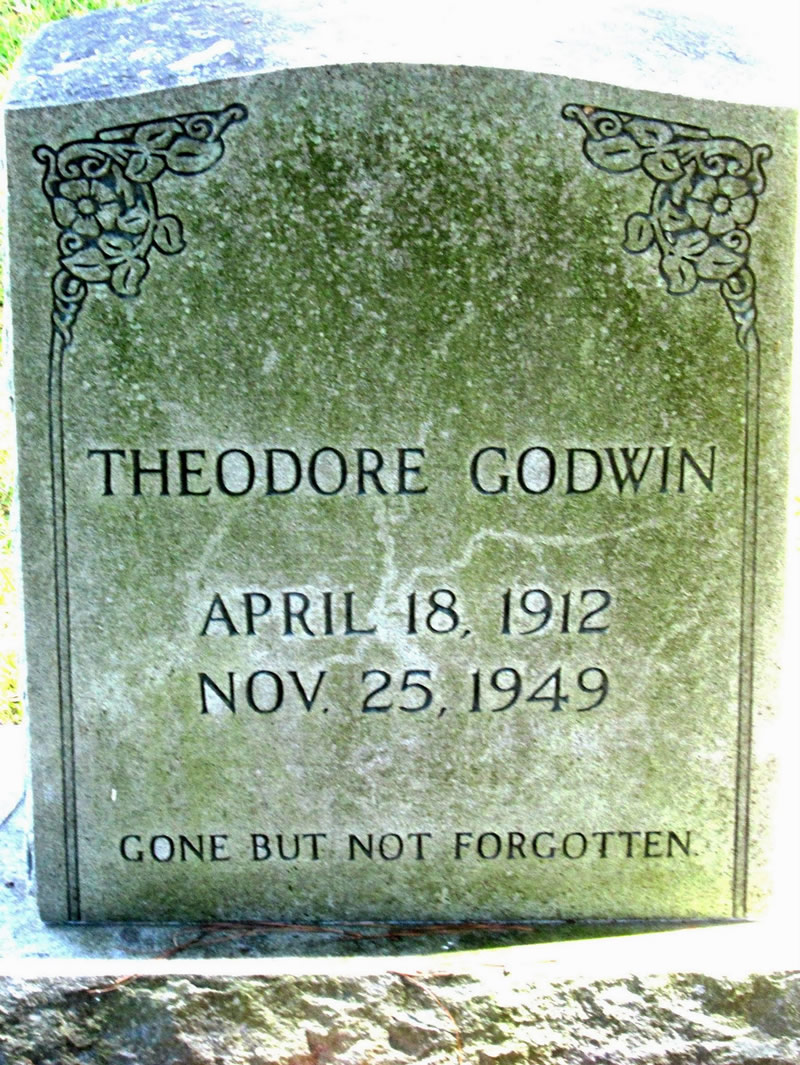 THEODORE GODWIN
APRIL 18, 1912
NOV. 25, 1949
GONE BUT NOT FORGOTTEN.